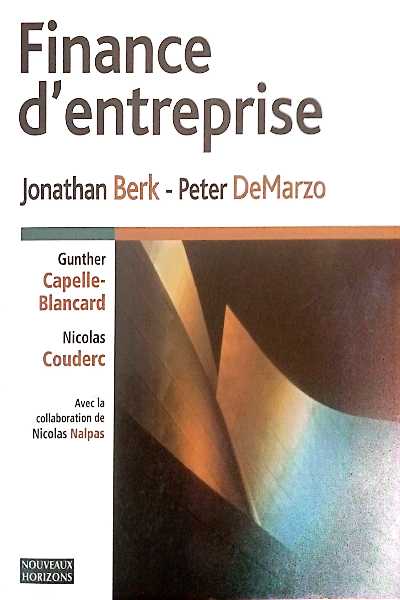 Finance
d'entreprise
Jonathan Berk - Peter DeMarzo
Gunther
Capelle-
Blancard
Nicolas
Couderc
Avec la
collaboration de
Nicolas Nalpas
NOUVEAUX
HORIZONS